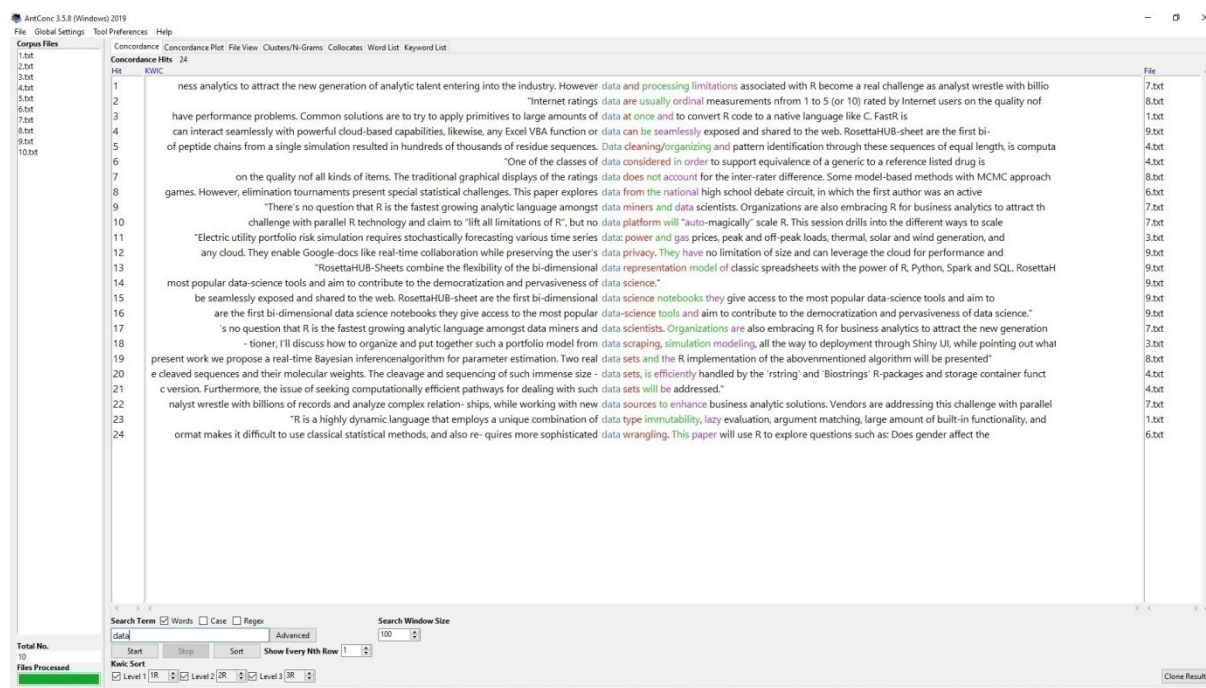 AntConc 3.5.8 (Windows) 2019
File Global Settings Tool Preferences Help
Corpus Files
1.txt
2.txt
3.txt
4.txt
5.txt
6.txt
7.txt
8.txt
9.txt
10.txt
Total No.
10
Files Processed
Concordance Concordance Plot File View Clusters/N-Grams Collocates Word List Keyword List
Concordance Hits 24
Hit KWIC File
1 ness analytics to attract the new generation of analytic talent entering into the industry. However data and processing limitations associated with R become a real challenge as analyst wrestle with billio 7.txt
2 "Internet ratings data are usually ordinal measurements nfrom 1 to 5 (or 10) rated by Internet users on the quality nof 8.txt
3 have performance problems. Common solutions are to try to apply primitives to large amounts of data at once and to convert R code to a native language like C. FastR is 1.txt
4 can interact seamlessly with powerful cloud-based capabilities, likewise, any Excel VBA function or data can be seamlessly exposed and shared to the web. RosettaHUB-sheet are the first bi- 9.txt
5 of peptide chains from a single simulation resulted in hundreds of thousands of residue sequences. Data cleaning/organizing and pattern identification through these sequences of equal length, is computa 4.txt
6 "One of the classes of data considered in order to support equivalence of a generic to a reference listed drug is 4.txt
7 on the quality nof all kinds of items. The traditional graphical displays of the ratings data does not account for the inter-rater difference. Some model-based methods with MCMC approach 8.txt
8 games. However, elimination tournaments present special statistical challenges. This paper explores data from the national high school debate circuit, in which the first author was an active 6.txt
9 "There's no question that R is the fastest growing analytic language amongst data miners and data scientists. Organizations are also embracing R for business analytics to attract th 7.txt
10 challenge with parallel R technology and claim to "lift all limitations of R", but no data platform will "auto-magically" scale R. This session drills into the different ways to scale 7.txt
11 "Electric utility portfolio risk simulation requires stochastically forecasting various time series data: power and gas prices, peak and off-peak loads, thermal, solar and wind generation, and 3.txt
12 any cloud. They enable Google-docs like real-time collaboration while preserving the user's data privacy. They have no limitation of size and can leverage the cloud for performance and 9.txt
13 "RosettaHUB-Sheets combine the flexibility of the bi-dimensional data representation model of classic spreadsheets with the power of R, Python, Spark and SQL. RosettaH 9.txt
14 most popular data-science tools and aim to contribute to the democratization and pervasiveness of data science." 9.txt
15 be seamlessly exposed and shared to the web. RosettaHUB-sheet are the first bi-dimensional data science notebooks they give access to the most popular data-science tools and aim to 9.txt
16 are the first bi-dimensional data science notebooks they give access to the most popular data-science tools and aim to contribute to the democratization and pervasiveness of data science." 9.txt
17 's no question that R is the fastest growing analytic language amongst data miners and data scientists. Organizations are also embracing R for business analytics to attract the new generation 7.txt
18 - tioner, I'll discuss how to organize and put together such a portfolio model from data scraping, simulation modeling, all the way to deployment through Shiny UI, while pointing out what 3.txt
19 present work we propose a real-time Bayesian inferencenalgorithm for parameter estimation. Two real data sets and the R implementation of the abovenmentioned algorithm will be presented" 8.txt
20 e cleaved sequences and their molecular weights. The cleavage and sequencing of such immense size - data sets, is efficiently handled by the 'rstring' and 'Biostrings' R-packages and storage container funct 4.txt
21 c version. Furthermore, the issue of seeking computationally efficient pathways for dealing with such data sets will be addressed." 4.txt
22 nalyst wrestle with billions of records and analyze complex relation- ships, while working with new data sources to enhance business analytic solutions. Vendors are addressing this challenge with parallel 7.txt
23 "R is a highly dynamic language that employs a unique combination of data type immutability, lazy evaluation, argument matching, large amount of built-in functionality, and 1.txt
24 ormat makes it difficult to use classical statistical methods, and also re- quires more sophisticated data wrangling. This paper will use R to explore questions such as: Does gender affect the 6.txt
Search Term Words Case Regex Search Window Size
data Advanced 100
Start Stop Sort Show Every Nth Row 1
Kwic Sort
Level 1 1R Level 2 2R Level 3 3R
Clone Result